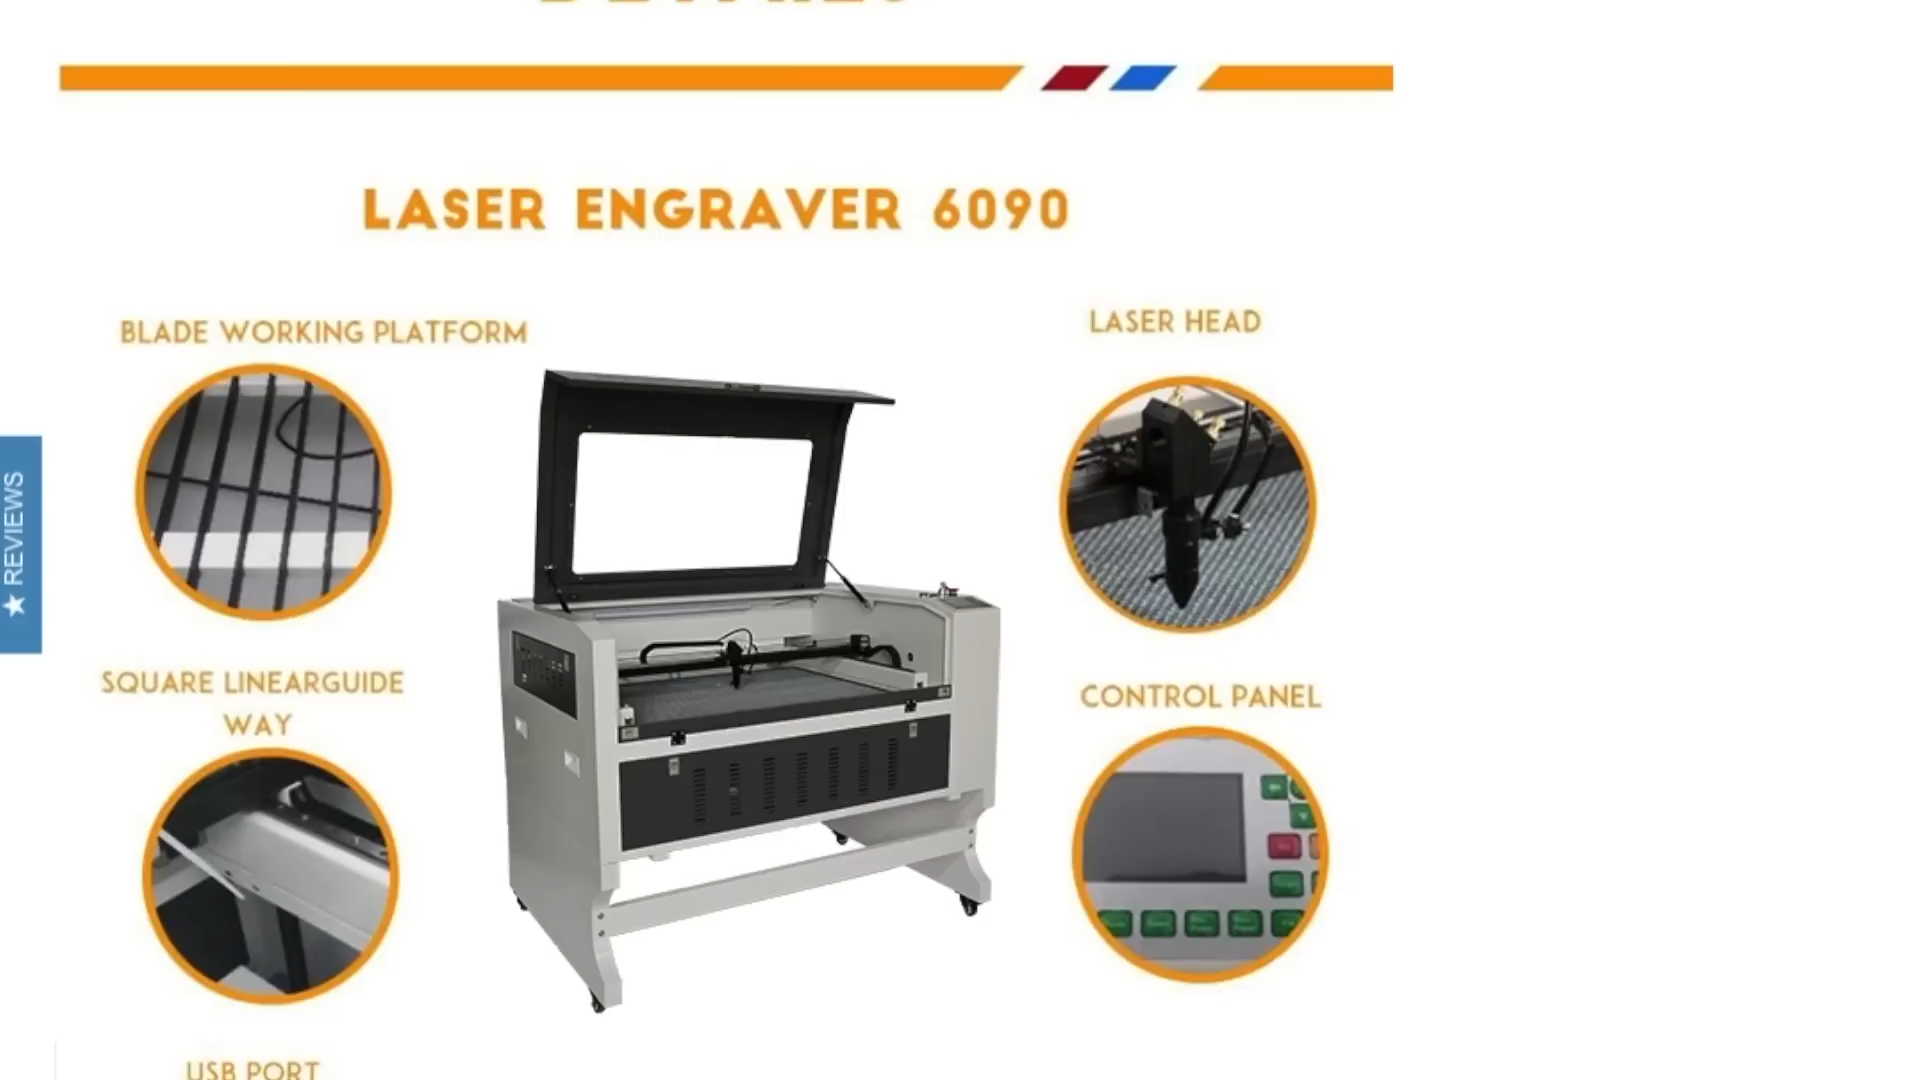 LASER ENGRAVER 6090
BLADE WORKING PLATFORM
LASER HEAD
★ REVIEWS
SQUARE LINEARGUIDE
WAY
CONTROL PANEL
USB PORT